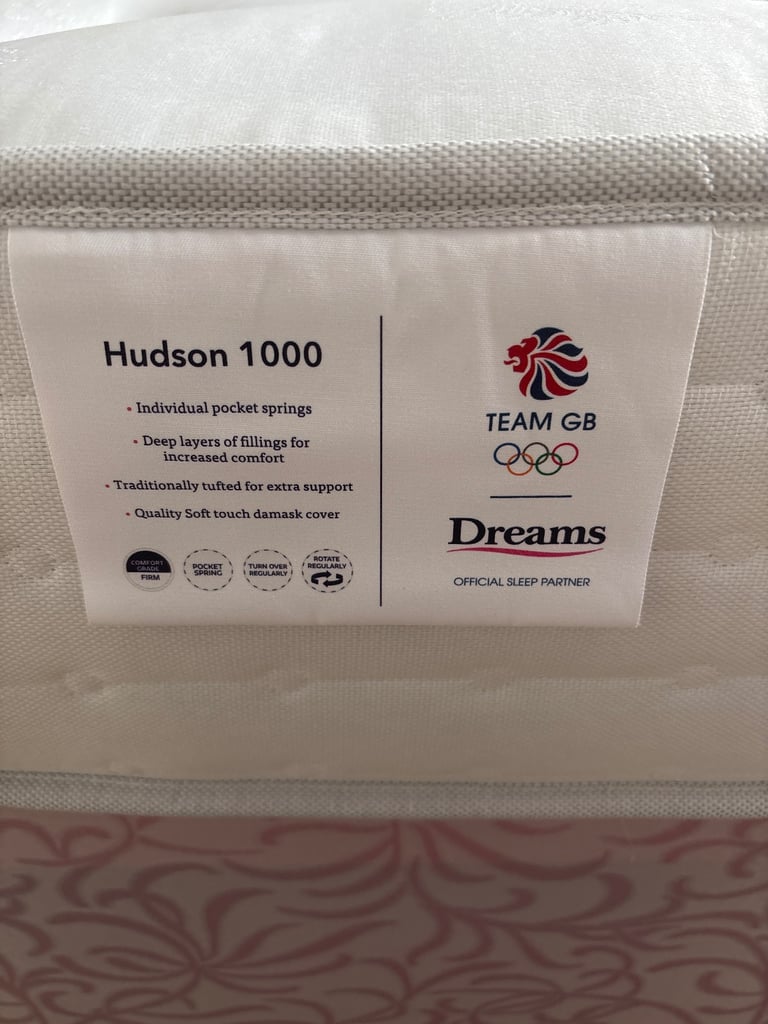 Hudson 1000
• Individual pocket springs
• Deep layers of fillings for
increased comfort
• Traditionally tufted for extra support
• Quality Soft touch damask cover
COMFORT
GRADE
FIRM
POCKET
SPRING
TURN OVER
REGULARLY
ROTATE
REGULARLY
TEAM GB
Dreams
OFFICIAL SLEEP PARTNER